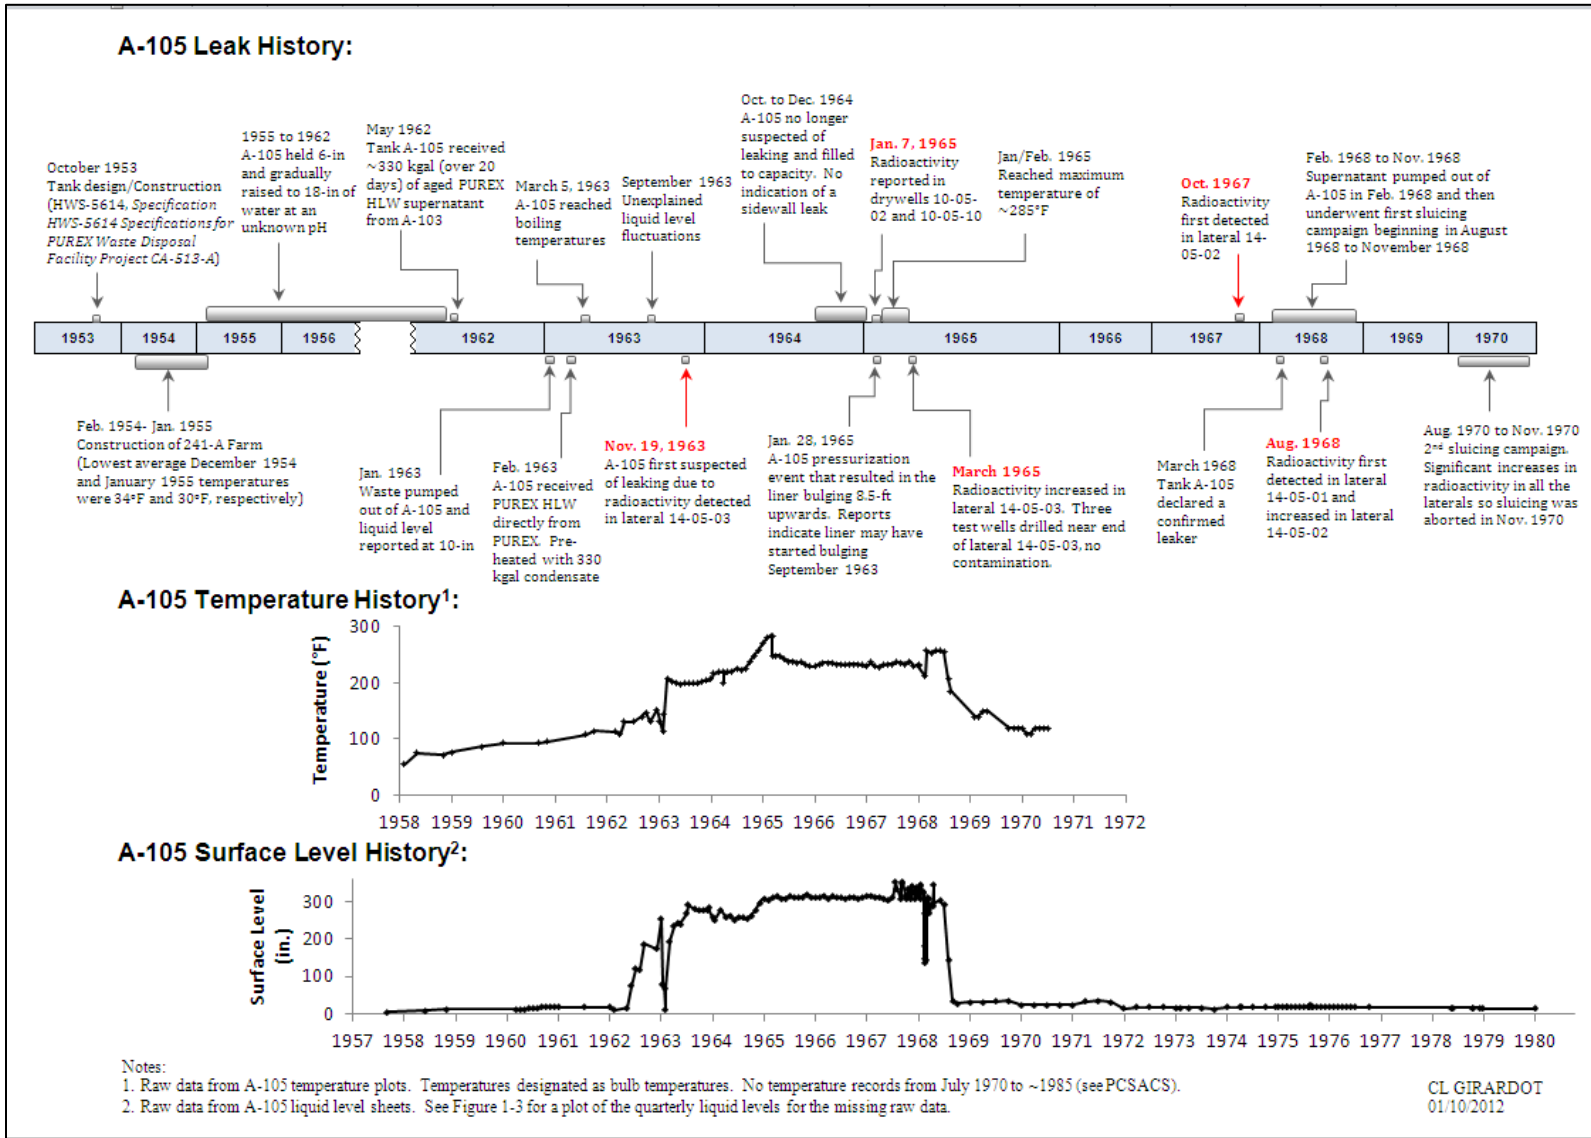 A-105 Leak History:
October 1953
Tank design/Construction
(HWS-5614, Specification
HWS-5614 Specifications for
PUREX Waste Disposal
Facility Project CA-513-A)
1955 to 1962
A-105 held 6-in
and gradually
raised to 18-in of
water at an
unknown pH
May 1962
Tank A-105 received
~330 kgal (over 20
days) of aged PUREX
HLW supernatant
from A-103
March 5, 1963
A-105 reached
boiling
temperatures
September 1963
Unexplained
liquid level
fluctuations
Oct. to Dec. 1964
A-105 no longer
suspected of
leaking and filled
to capacity. No
indication of a
sidewall leak
Jan. 7, 1965
Radioactivity
reported in
drywells 10-05-
02 and 10-05-10
Jan/Feb. 1965
Reached maximum
temperature of
~285°F
Oct. 1967
Radioactivity
first detected
in lateral 14-
05-02
Feb. 1968 to Nov. 1968
Supernatant pumped out of
A-105 in Feb. 1968 and then
underwent first sluicing
campaign beginning in August
1968 to November 1968
1953 1954 1955 1956 1962 1963 1964 1965 1966 1967 1968 1969 1970
Feb. 1954- Jan. 1955
Construction of 241-A Farm
(Lowest average December 1954
and January 1955 temperatures
were 34°F and 30°F, respectively)
Jan. 1963
Waste pumped
out of A-105 and
liquid level
reported at 10-in
Feb. 1963
A-105 received
PUREX HLW
directly from
PUREX. Pre-
heated with 330
kgal condensate
Nov. 19, 1963
A-105 first suspected
of leaking due to
radioactivity detected
in lateral 14-05-03
Jan. 28, 1965
A-105 pressurization
event that resulted in the
liner bulging 8.5-ft
upwards. Reports
indicate liner may have
started bulging
September 1963
March 1965
Radioactivity increased in
lateral 14-05-03. Three
test wells drilled near end
of lateral 14-05-03, no
contamination.
March 1968
Tank A-105
declared a
confirmed
leaker
Aug. 1968
Radioactivity first
detected in lateral
14-05-01 and
increased in lateral
14-05-02
Aug. 1970 to Nov. 1970
2nd sluicing campaign.
Significant increases in
radioactivity in all the
laterals so sluicing was
aborted in Nov. 1970
A-105 Temperature History1:
Temperature (°F)
300
200
100
0
1958 1959 1960 1961 1962 1963 1964 1965 1966 1967 1968 1969 1970 1971 1972
A-105 Surface Level History2:
Surface Level
(in.)
300
200
100
0
1957 1958 1959 1960 1961 1962 1963 1964 1965 1966 1967 1968 1969 1970 1971 1972 1973 1974 1975 1976 1977 1978 1979 1980
Notes:
1. Raw data from A-105 temperature plots. Temperatures designated as bulb temperatures. No temperature records from July 1970 to ~1985 (see PCSACS).
2. Raw data from A-105 liquid level sheets. See Figure 1-3 for a plot of the quarterly liquid levels for the missing raw data.
CL GIRARDOT
01/10/2012